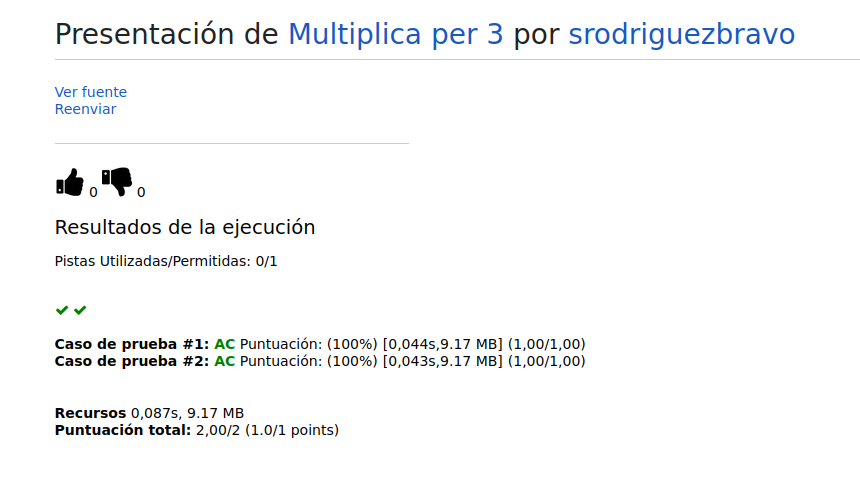 Presentación de Multiplica per 3 por srodriguezbravo
Ver fuente
Reenviar
0 0
Resultados de la ejecución
Pistas Utilizadas/Permitidas: 0/1
Caso de prueba #1: AC Puntuación: (100%) [0,044s,9.17 MB] (1,00/1,00)
Caso de prueba #2: AC Puntuación: (100%) [0,043s,9.17 MB] (1,00/1,00)
Recursos 0,087s, 9.17 MB
Puntuación total: 2,00/2 (1.0/1 points)